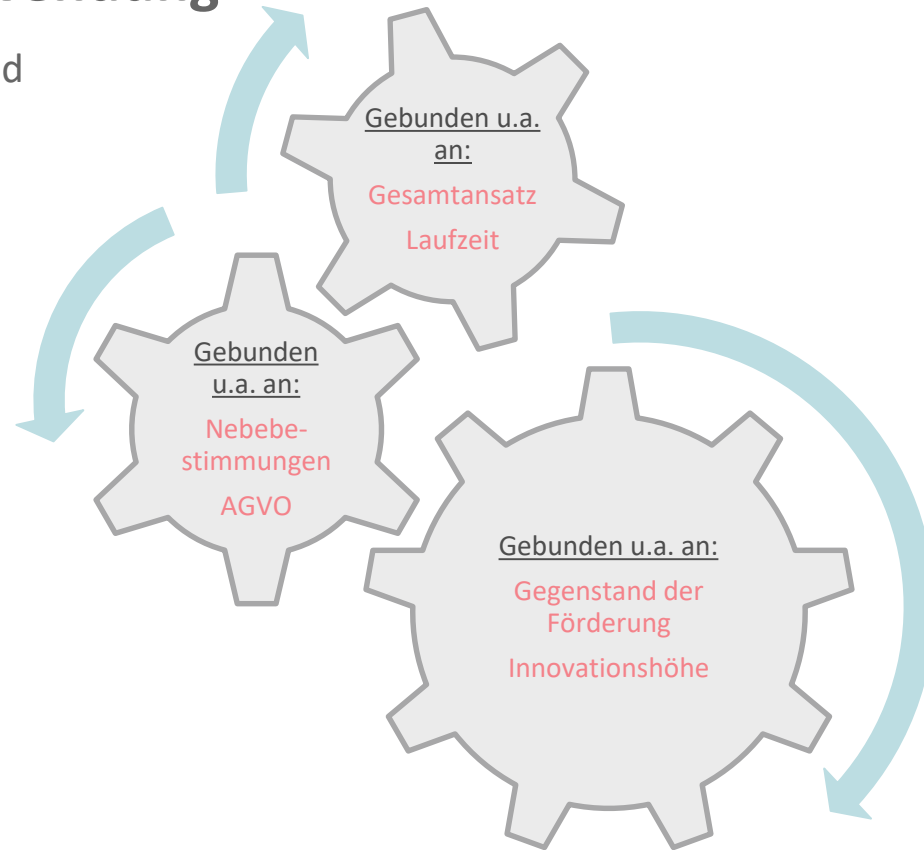 d
Gebunden u.a.
an:
Gesamtansatz
Laufzeit
Gebunden
u.a. an:
Nebebe-
stimmungen
AGVO
Gebunden u.a. an:
Gegenstand der
Förderung
Innovationshöhe